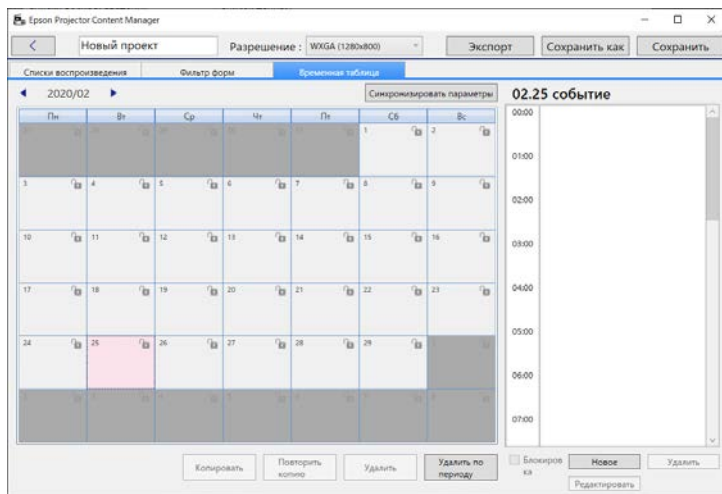 Epson Projector Content Manager
Новый проект Разрешение : WXGA (1280x800) Экспорт Сохранить как Сохранить
Списки воспроизведения Фильтр форм Временная таблица
2020/02 Синхронизировать параметры 02.25 событие
Пн Вт Ср Чт Пт Сб Вс
1 2
3 4 5 6 7 8 9
10 11 12 13 14 15 16
17 18 19 20 21 22 23
24 25 26 27 28 29
00:00
01:00
02:00
03:00
04:00
05:00
06:00
07:00
Копировать Повторить копию Удалить Удалить по периоду
Блокиров
ка
Новое Удалить
Редактировать